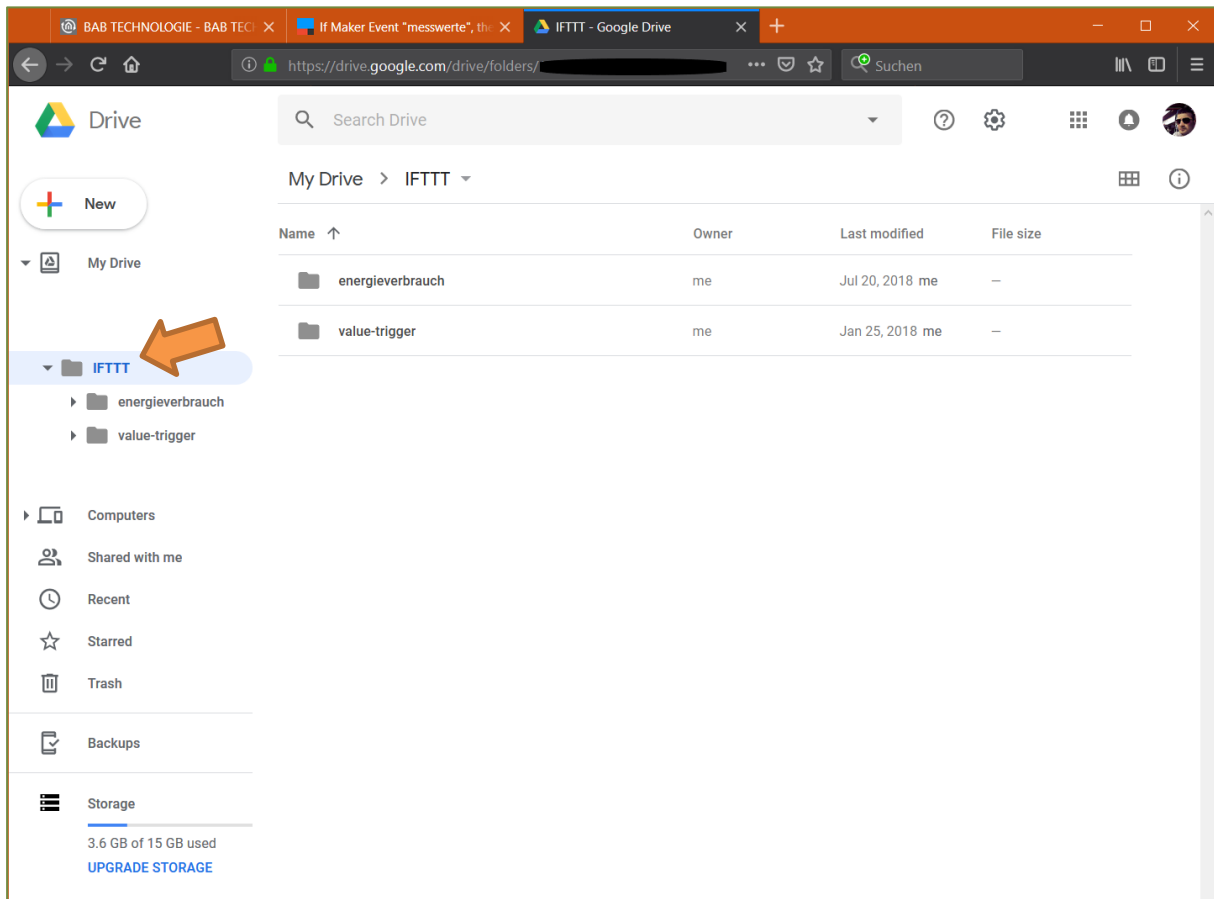 BAB TECHNOLOGIE - BAB TECH
If Maker Event "messwerte", the
IFTTT - Google Drive
https://drive.google.com/drive/folders/
Suchen
Drive
Search Drive
My Drive > IFTTT
New
Name Owner Last modified File size
My Drive
energieverbrauch me Jul 20, 2018 me –
value-trigger me Jan 25, 2018 me –
IFTTT
energieverbrauch
value-trigger
Computers
Shared with me
Recent
Starred
Trash
Backups
Storage
3.6 GB of 15 GB used
UPGRADE STORAGE